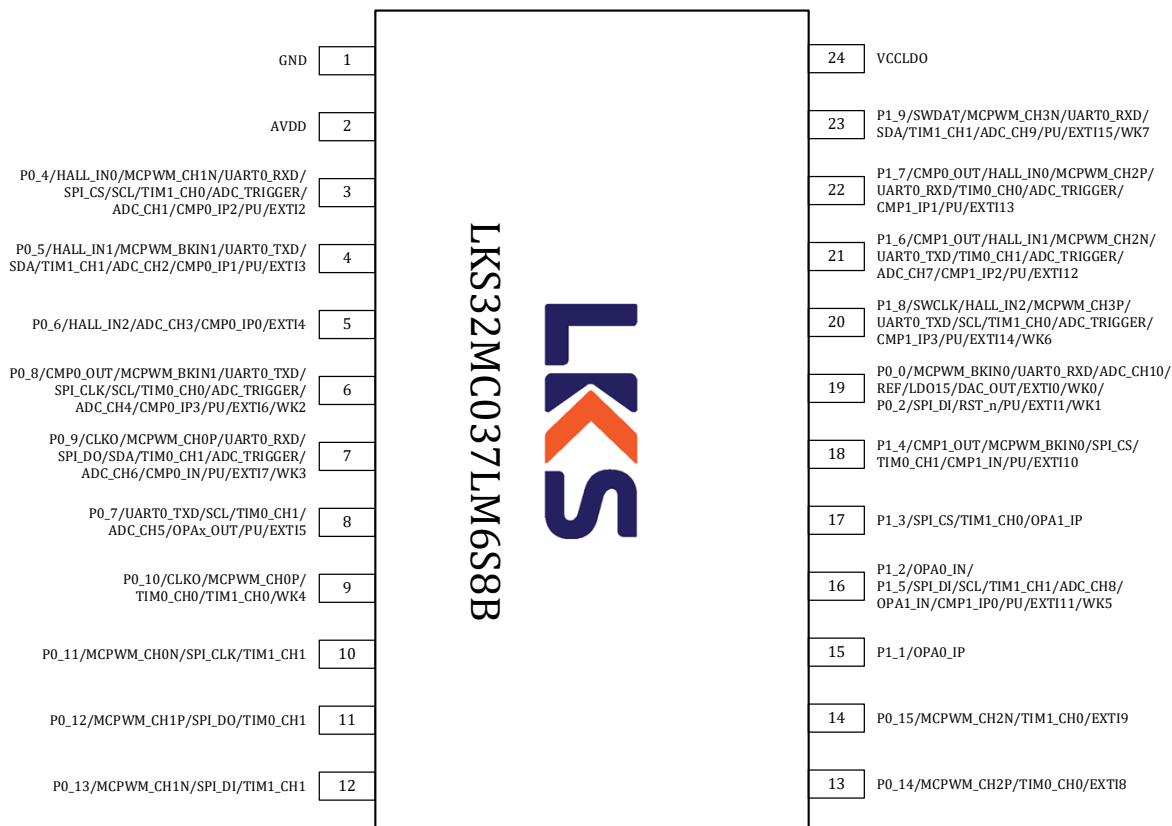 GND 1
AVDD 2
P0_4/HALL_IN0/MCPWM_CH1N/UART0_RXD/
SPI_CS/SCL/TIM1_CH0/ADC_TRIGGER/
ADC_CH1/CMP0_IP2/PU/EXTI2
3
P0_5/HALL_IN1/MCPWM_BKIN1/UART0_TXD/
SDA/TIM1_CH1/ADC_CH2/CMP0_IP1/PU/EXTI3
4
P0_6/HALL_IN2/ADC_CH3/CMP0_IP0/EXTI4 5
P0_8/CMP0_OUT/MCPWM_BKIN1/UART0_TXD/
SPI_CLK/SCL/TIM0_CH0/ADC_TRIGGER/
ADC_CH4/CMP0_IP3/PU/EXTI6/WK2
6
P0_9/CLKO/MCPWM_CH0P/UART0_RXD/
SPI_DO/SDA/TIM0_CH1/ADC_TRIGGER/
ADC_CH6/CMP0_IN/PU/EXTI7/WK3
7
P0_7/UART0_TXD/SCL/TIM0_CH1/
ADC_CH5/OPAx_OUT/PU/EXTI5
8
P0_10/CLKO/MCPWM_CH0P/
TIM0_CH0/TIM1_CH0/WK4
9
P0_11/MCPWM_CH0N/SPI_CLK/TIM1_CH1 10
P0_12/MCPWM_CH1P/SPI_DO/TIM0_CH1 11
P0_13/MCPWM_CH1N/SPI_DI/TIM1_CH1 12
LKS32MC037LM6S8B
LKS
24 VCCLDO
23
P1_9/SWDAT/MCPWM_CH3N/UART0_RXD/
SDA/TIM1_CH1/ADC_CH9/PU/EXTI15/WK7
22
P1_7/CMP0_OUT/HALL_IN0/MCPWM_CH2P/
UART0_RXD/TIM0_CH0/ADC_TRIGGER/
CMP1_IP1/PU/EXTI13
21
P1_6/CMP1_OUT/HALL_IN1/MCPWM_CH2N/
UART0_TXD/TIM0_CH1/ADC_TRIGGER/
ADC_CH7/CMP1_IP2/PU/EXTI12
20
P1_8/SWCLK/HALL_IN2/MCPWM_CH3P/
UART0_TXD/SCL/TIM1_CH0/ADC_TRIGGER/
CMP1_IP3/PU/EXTI14/WK6
19
P0_0/MCPWM_BKIN0/UART0_RXD/ADC_CH10/
REF/LDO15/DAC_OUT/EXTI0/WK0/
P0_2/SPI_DI/RST_n/PU/EXTI1/WK1
18
P1_4/CMP1_OUT/MCPWM_BKIN0/SPI_CS/
TIM0_CH1/CMP1_IN/PU/EXTI10
17 P1_3/SPI_CS/TIM1_CH0/OPA1_IP
16
P1_2/OPA0_IN/
P1_5/SPI_DI/SCL/TIM1_CH1/ADC_CH8/
OPA1_IN/CMP1_IP0/PU/EXTI11/WK5
15 P1_1/OPA0_IP
14 P0_15/MCPWM_CH2N/TIM1_CH0/EXTI9
13 P0_14/MCPWM_CH2P/TIM0_CH0/EXTI8